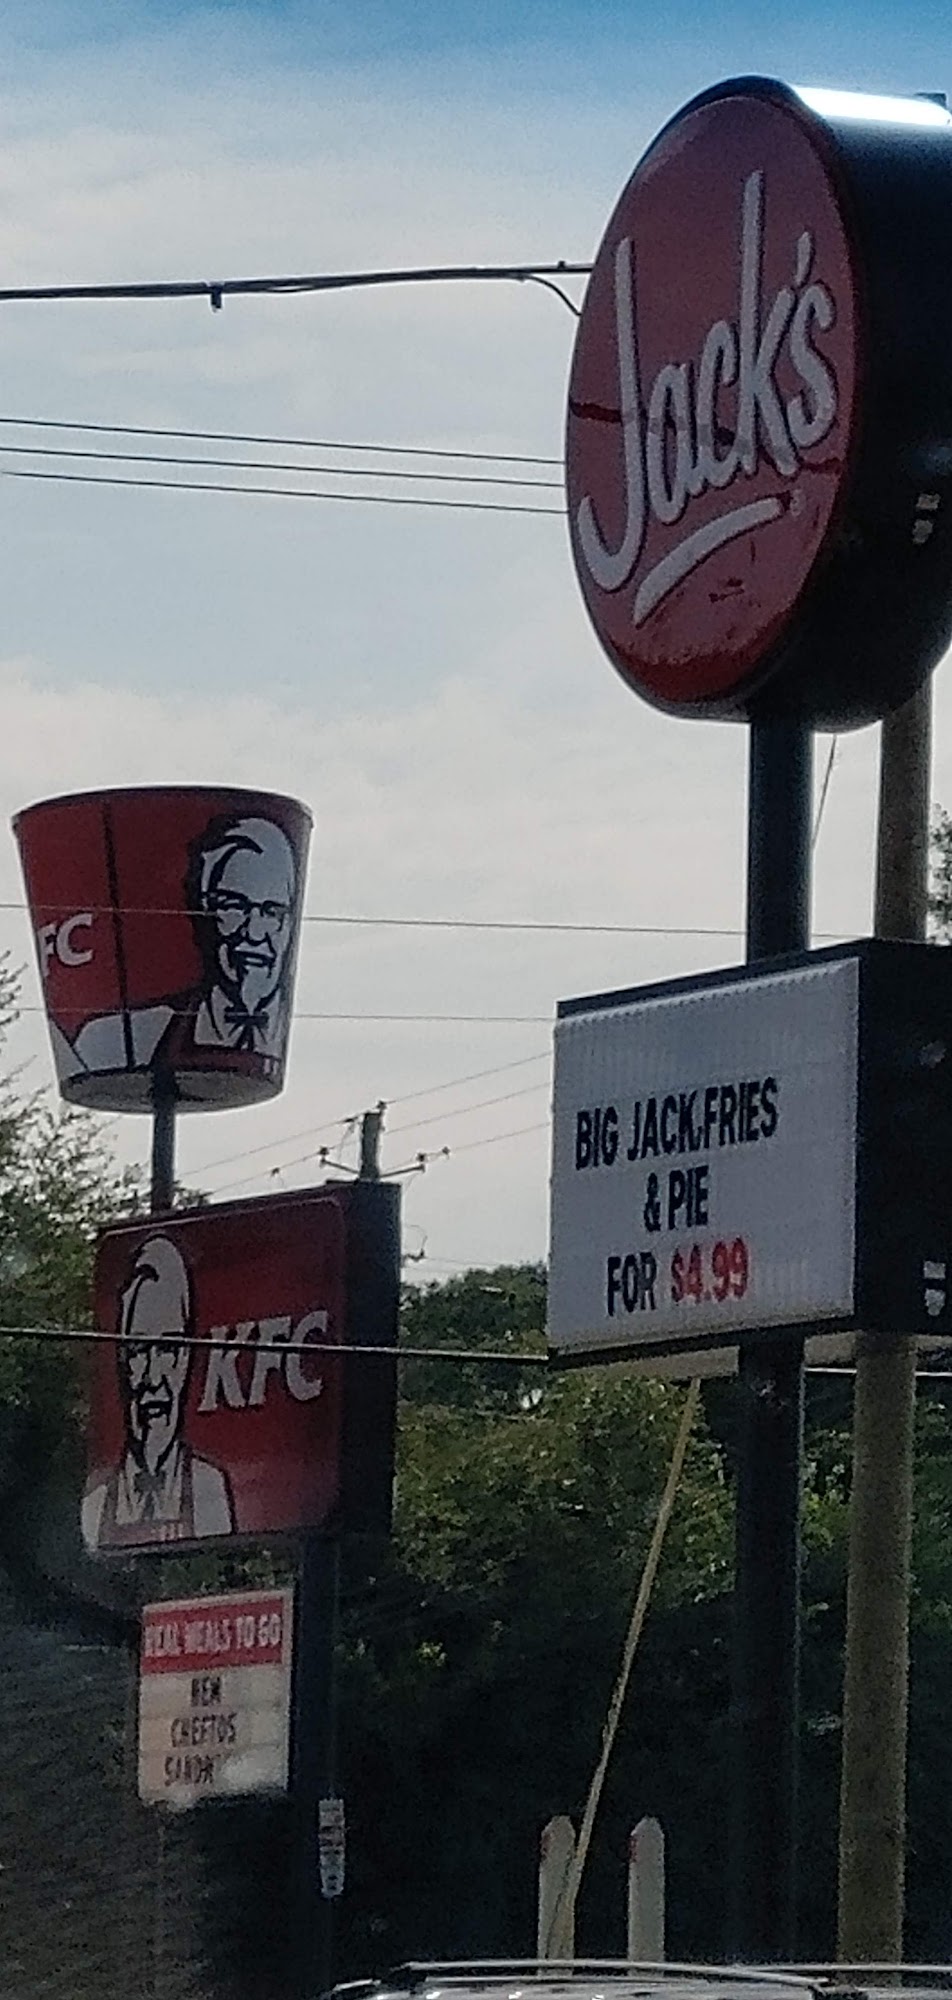 Jack's
BIG JACK,FRIES
& PIE
FOR $4.99
FC
KFC
REAL MEALS TO GO
NEW
CHEETOS